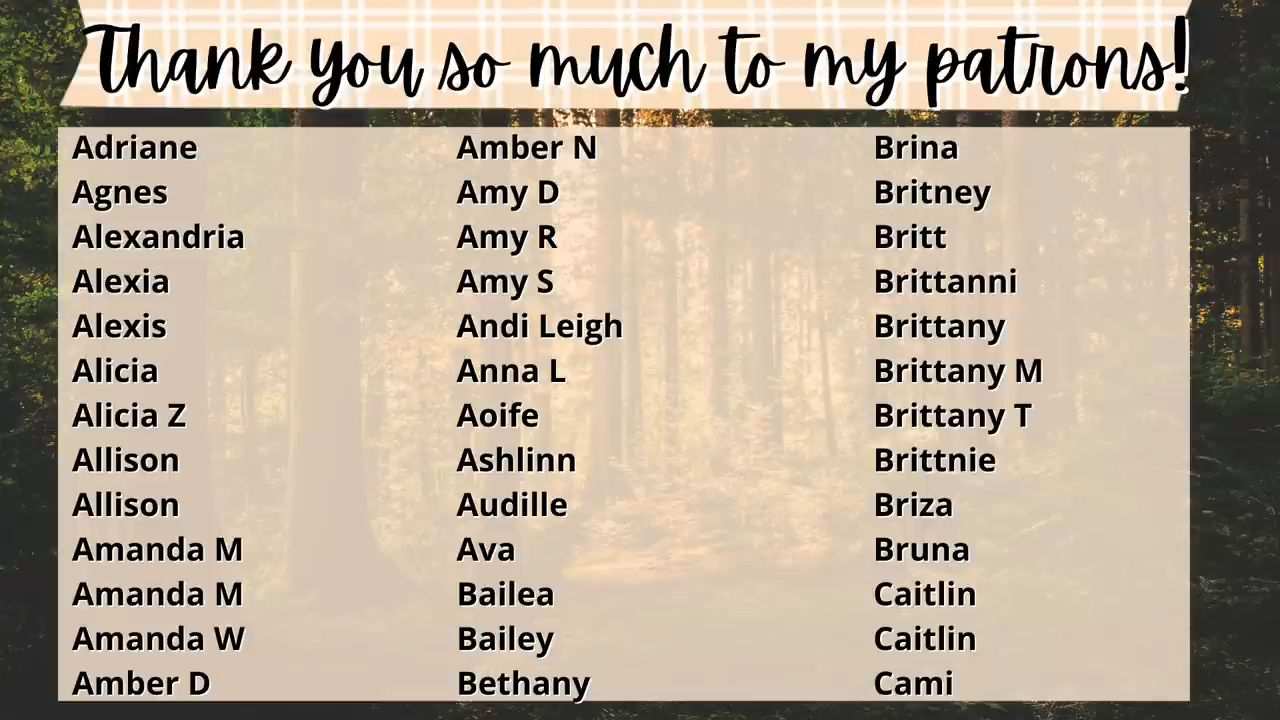 Thank you so much to my patrons!
Adriane
Agnes
Alexandria
Alexia
Alexis
Alicia
Alicia Z
Allison
Allison
Amanda M
Amanda M
Amanda W
Amber D
Amber N
Amy D
Amy R
Amy S
Andi Leigh
Anna L
Aoife
Ashlinn
Audille
Ava
Bailea
Bailey
Bethany
Brina
Britney
Britt
Brittanni
Brittany
Brittany M
Brittany T
Brittnie
Briza
Bruna
Caitlin
Caitlin
Cami